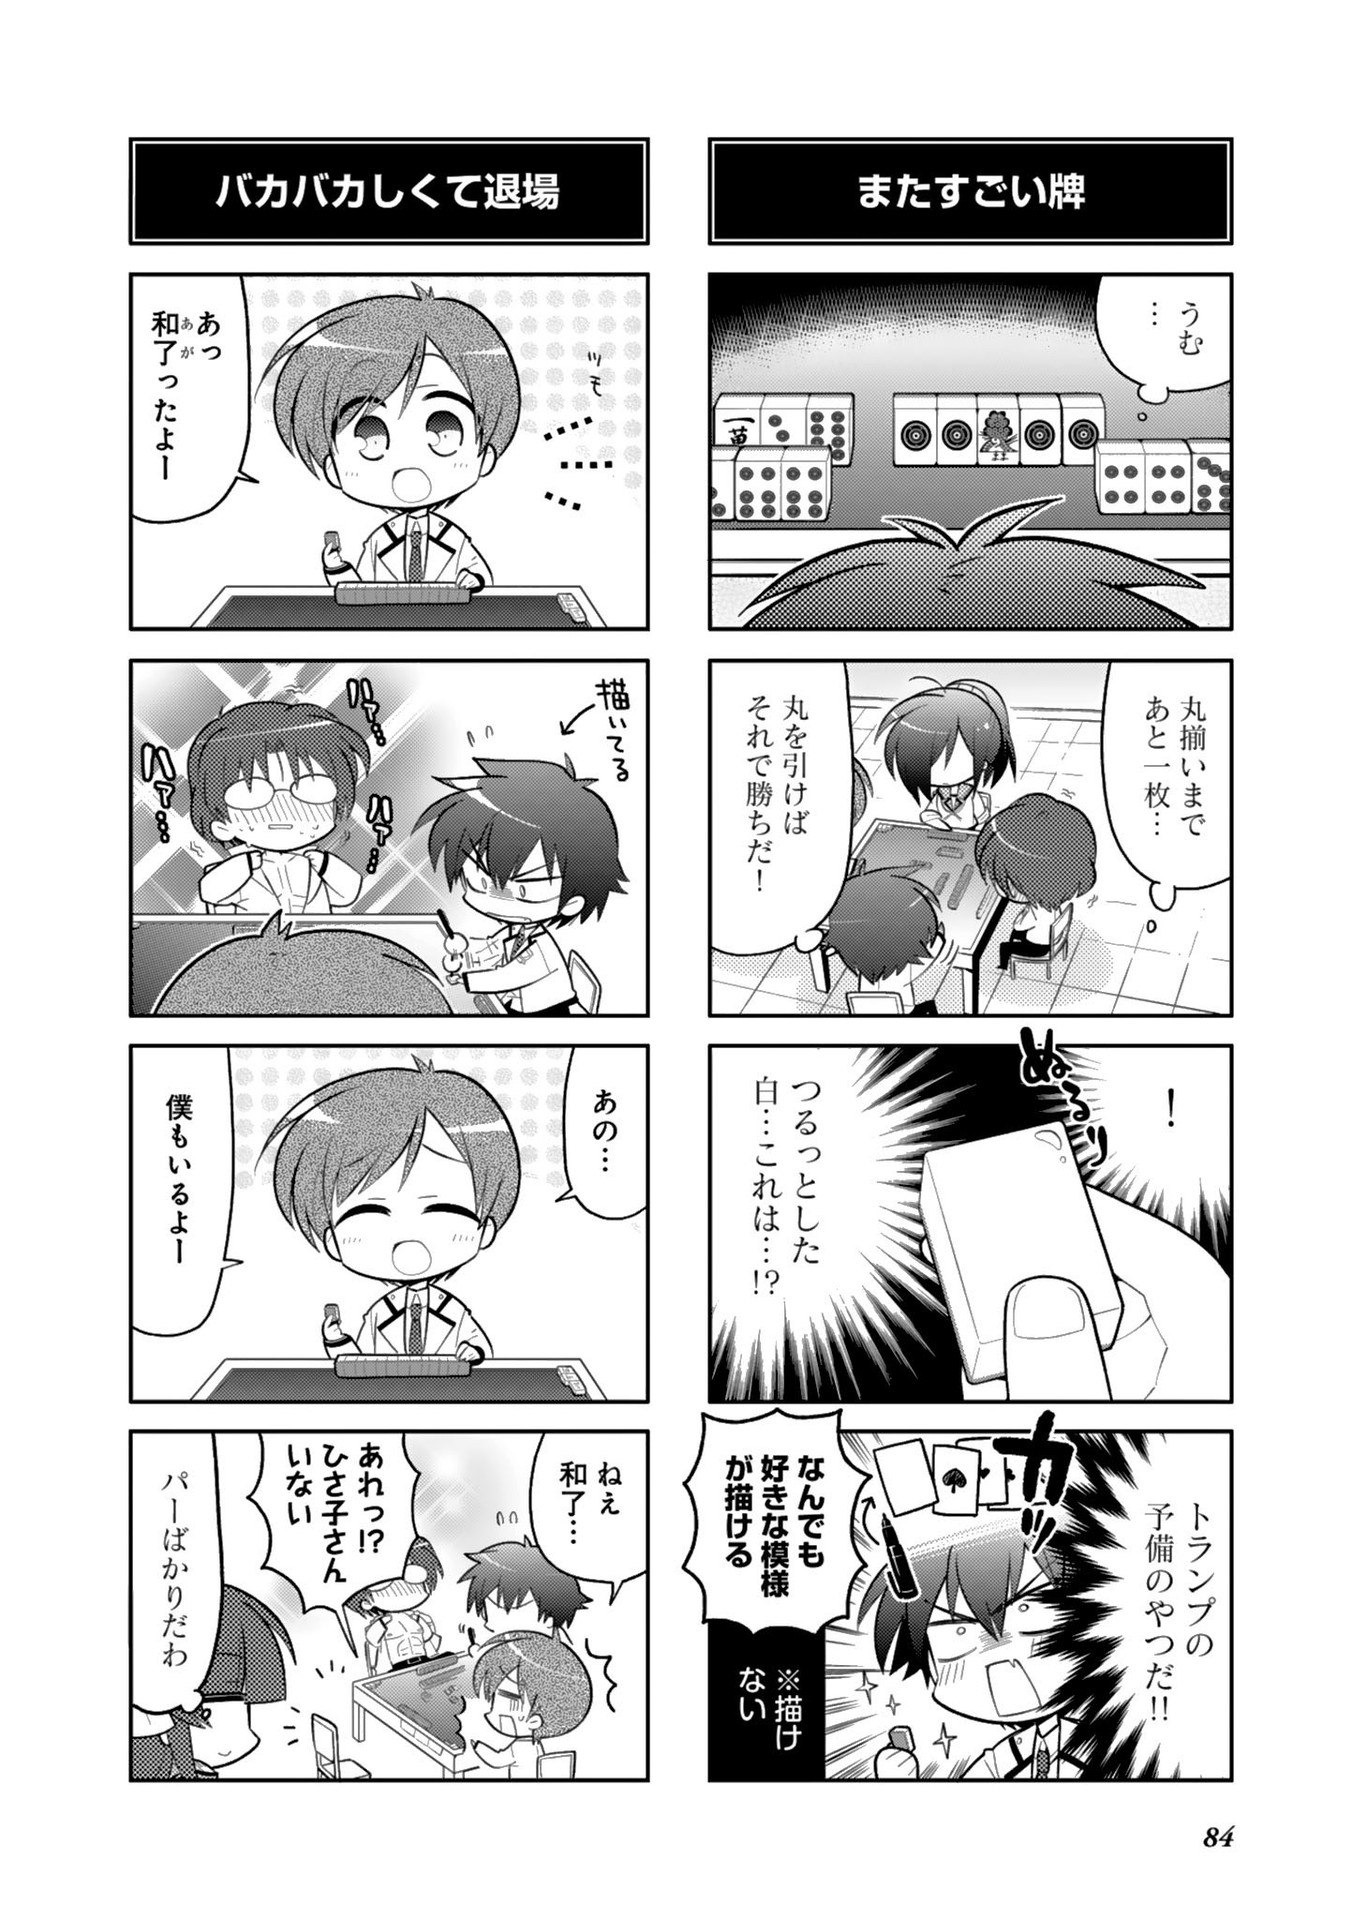 またすごい牌
うむ
…
一萬
丸揃いまで
あと一枚…
丸を引けば
それで勝ちだ！
！
ぬるり
つるっとした
白…これは…!?
トランプの
予備のやつだ!!
カッ
なんでも
好きな模様
が描ける
※描け
ない
バカバカしくて退場
ツモ
あっ
和了ったよー
あが
描いてる
ハァ…
ハァ…
ハァ…
あの…
僕もいるよー
ねえ
和了…
あれっ!?
ひさ子さん
いない
パーばかりだわ
84